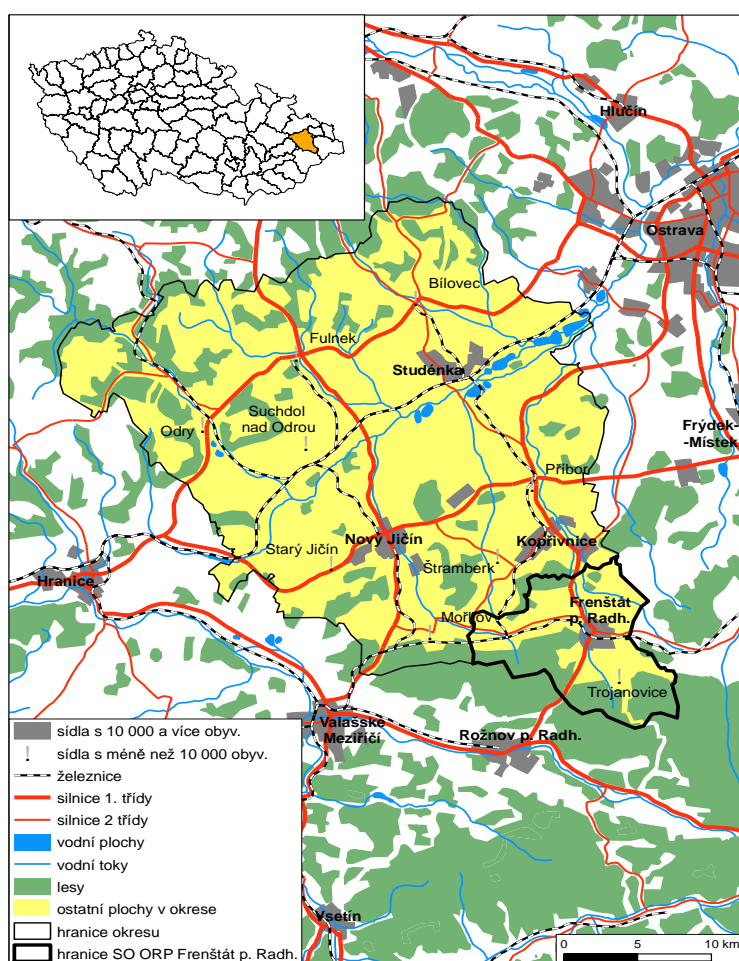 Hlučín
Ostrava
Bílovec
Fulnek
Studénka
Suchdol
nad Odrou
Odry
Frýdek-
-Místek
Příbor
Nový Jičín
Kopřivnice
Starý Jičín
Štramberk
Hranice
Frenštát
p. Radh.
Mořkov
Trojanovice
Valašské
Meziříčí
Rožnov p. Radh.
Vsetín
sídla s 10 000 a více obyv.
sídla s méně než 10 000 obyv.
železnice
silnice 1. třídy
silnice 2 třídy
vodní plochy
vodní toky
lesy
ostatní plochy v okrese
hranice okresu
hranice SO ORP Frenštát p. Radh.
0 5 10 km